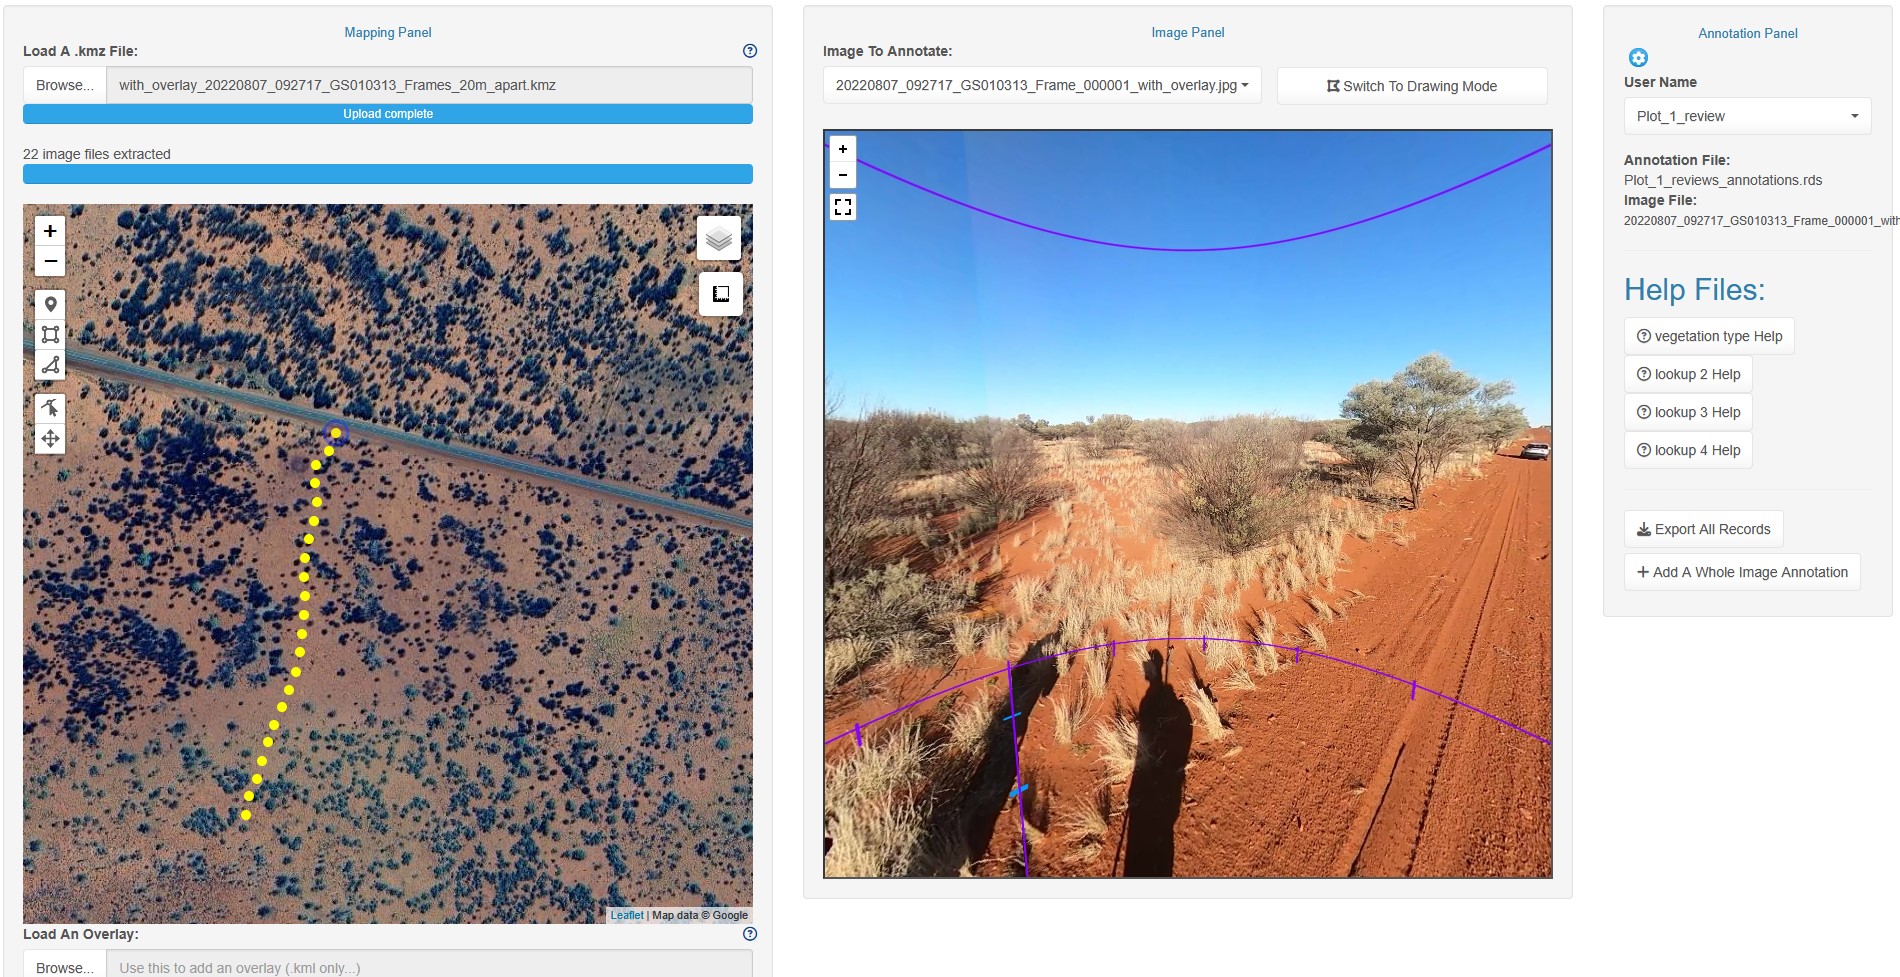 Mapping Panel
Load A .kmz File:
Browse...
with_overlay_20220807_092717_GS010313_Frames_20m_apart.kmz
Upload complete
22 image files extracted
+
−
Leaflet | Map data © Google
Load An Overlay:
Browse...
Use this to add an overlay (.kml only...)
Image Panel
Image To Annotate:
20220807_092717_GS010313_Frame_000001_with_overlay.jpg
Switch To Drawing Mode
+
−
Annotation Panel
User Name
Plot_1_review
Annotation File:
Plot_1_reviews_annotations.rds
Image File:
20220807_092717_GS010313_Frame_000001_with
Help Files:
vegetation type Help
lookup 2 Help
lookup 3 Help
lookup 4 Help
Export All Records
+ Add A Whole Image Annotation